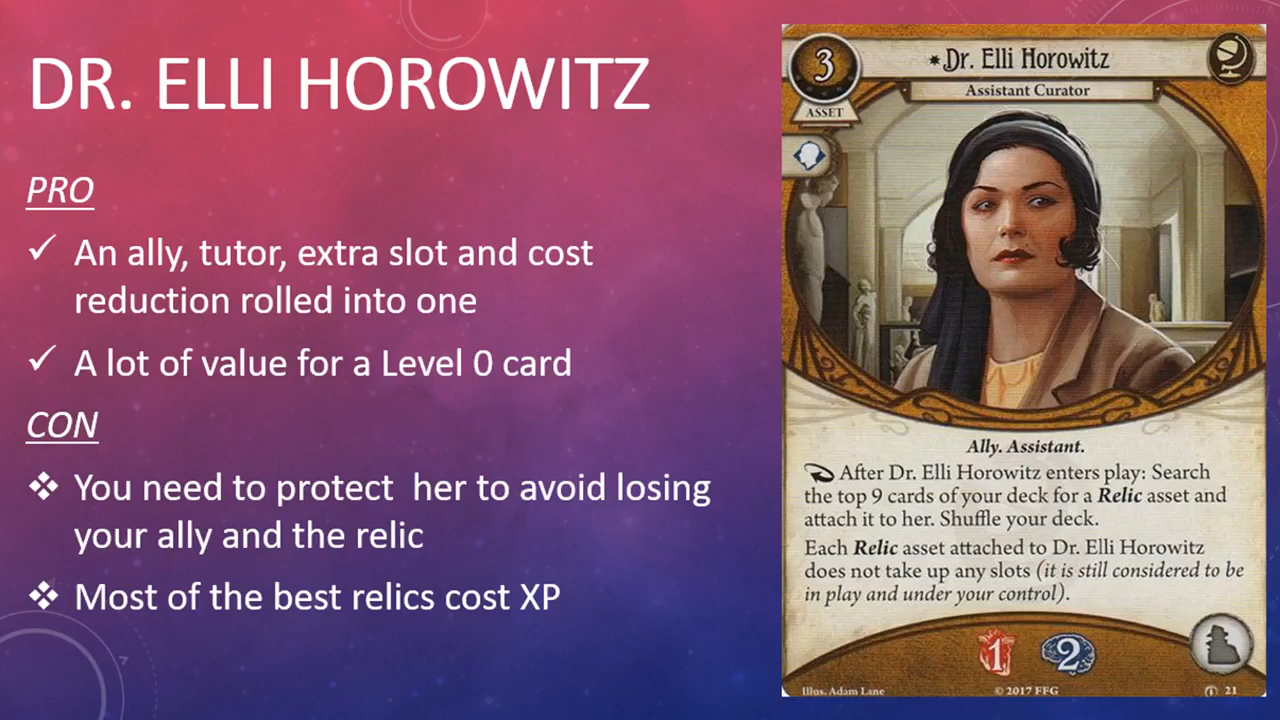 DR. ELLI HOROWITZ
PRO
✓ An ally, tutor, extra slot and cost
reduction rolled into one
✓ A lot of value for a Level 0 card
CON
❖ You need to protect her to avoid losing
your ally and the relic
❖ Most of the best relics cost XP
3
ASSET
*Dr. Elli Horowitz
Assistant Curator
Ally. Assistant.
After Dr. Elli Horowitz enters play: Search
the top 9 cards of your deck for a Relic asset and
attach it to her. Shuffle your deck.
Each Relic asset attached to Dr. Elli Horowitz
does not take up any slots (it is still considered to be
in play and under your control).
1
2
Illus. Adam Lane
© 2017 FFG
21